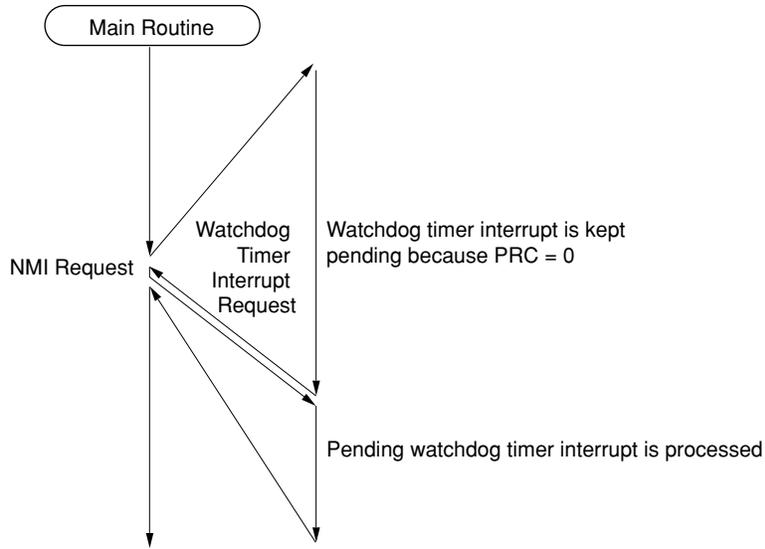 Main Routine
NMI Request
Watchdog
Timer
Interrupt
Request
Watchdog timer interrupt is kept
pending because PRC = 0
Pending watchdog timer interrupt is processed